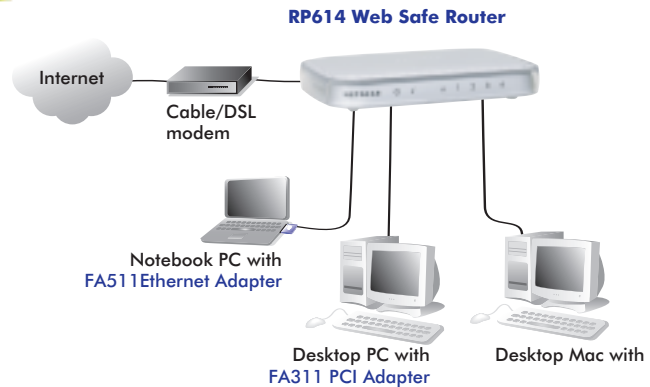 RP614 Web Safe Router
Internet
Cable/DSL
modem
NETGEAR
Notebook PC with
FA511Ethernet Adapter
Desktop PC with
FA311 PCI Adapter
Desktop Mac with